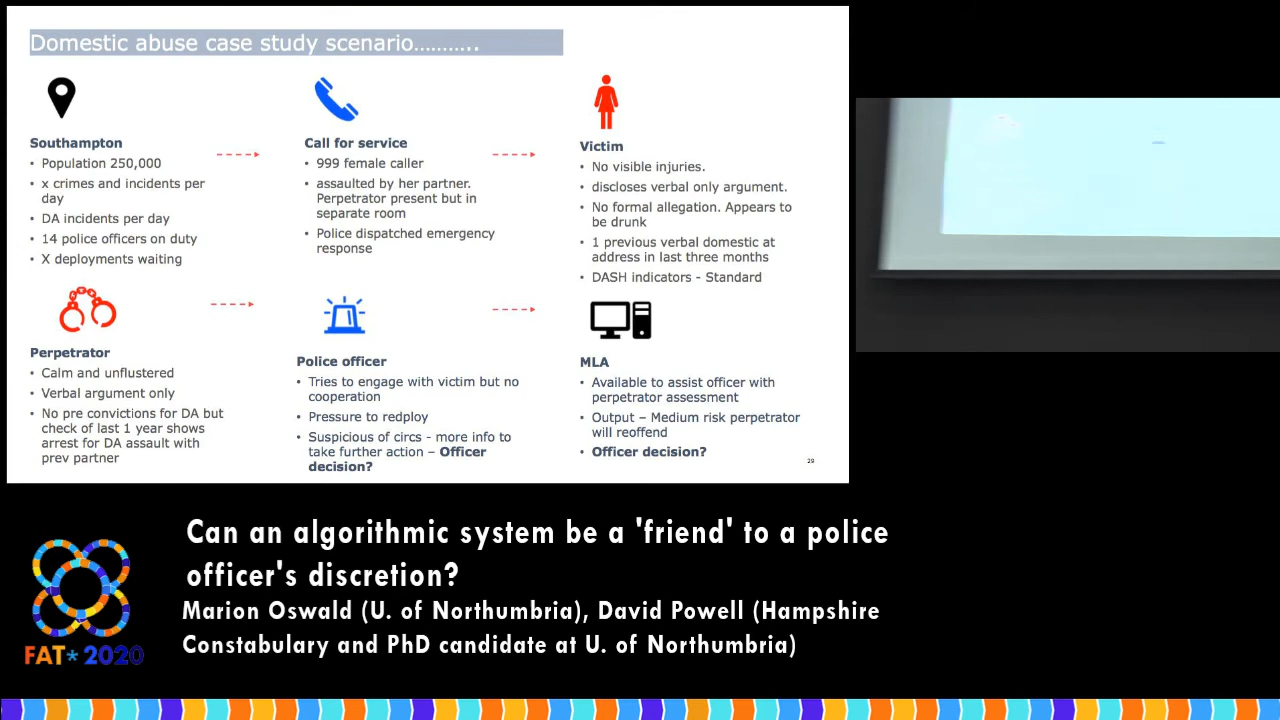 Domestic abuse case study scenario………..
Southampton
• Population 250,000
• x crimes and incidents per
day
• DA incidents per day
• 14 police officers on duty
• X deployments waiting
Call for service
• 999 female caller
• assaulted by her partner.
Perpetrator present but in
separate room
• Police dispatched emergency
response
Victim
• No visible injuries.
• discloses verbal only argument.
• No formal allegation. Appears to
be drunk
• 1 previous verbal domestic at
address in last three months
• DASH indicators - Standard
Perpetrator
• Calm and unflustered
• Verbal argument only
• No pre convictions for DA but
check of last 1 year shows
arrest for DA assault with
prev partner
Police officer
• Tries to engage with victim but no
cooperation
• Pressure to redploy
• Suspicious of circs - more info to
take further action – Officer
decision?
MLA
• Available to assist officer with
perpetrator assessment
• Output – Medium risk perpetrator
will reoffend
• Officer decision?
29
Can an algorithmic system be a 'friend' to a police
officer's discretion?
Marion Oswald (U. of Northumbria), David Powell (Hampshire
Constabulary and PhD candidate at U. of Northumbria)
FAT* 2020